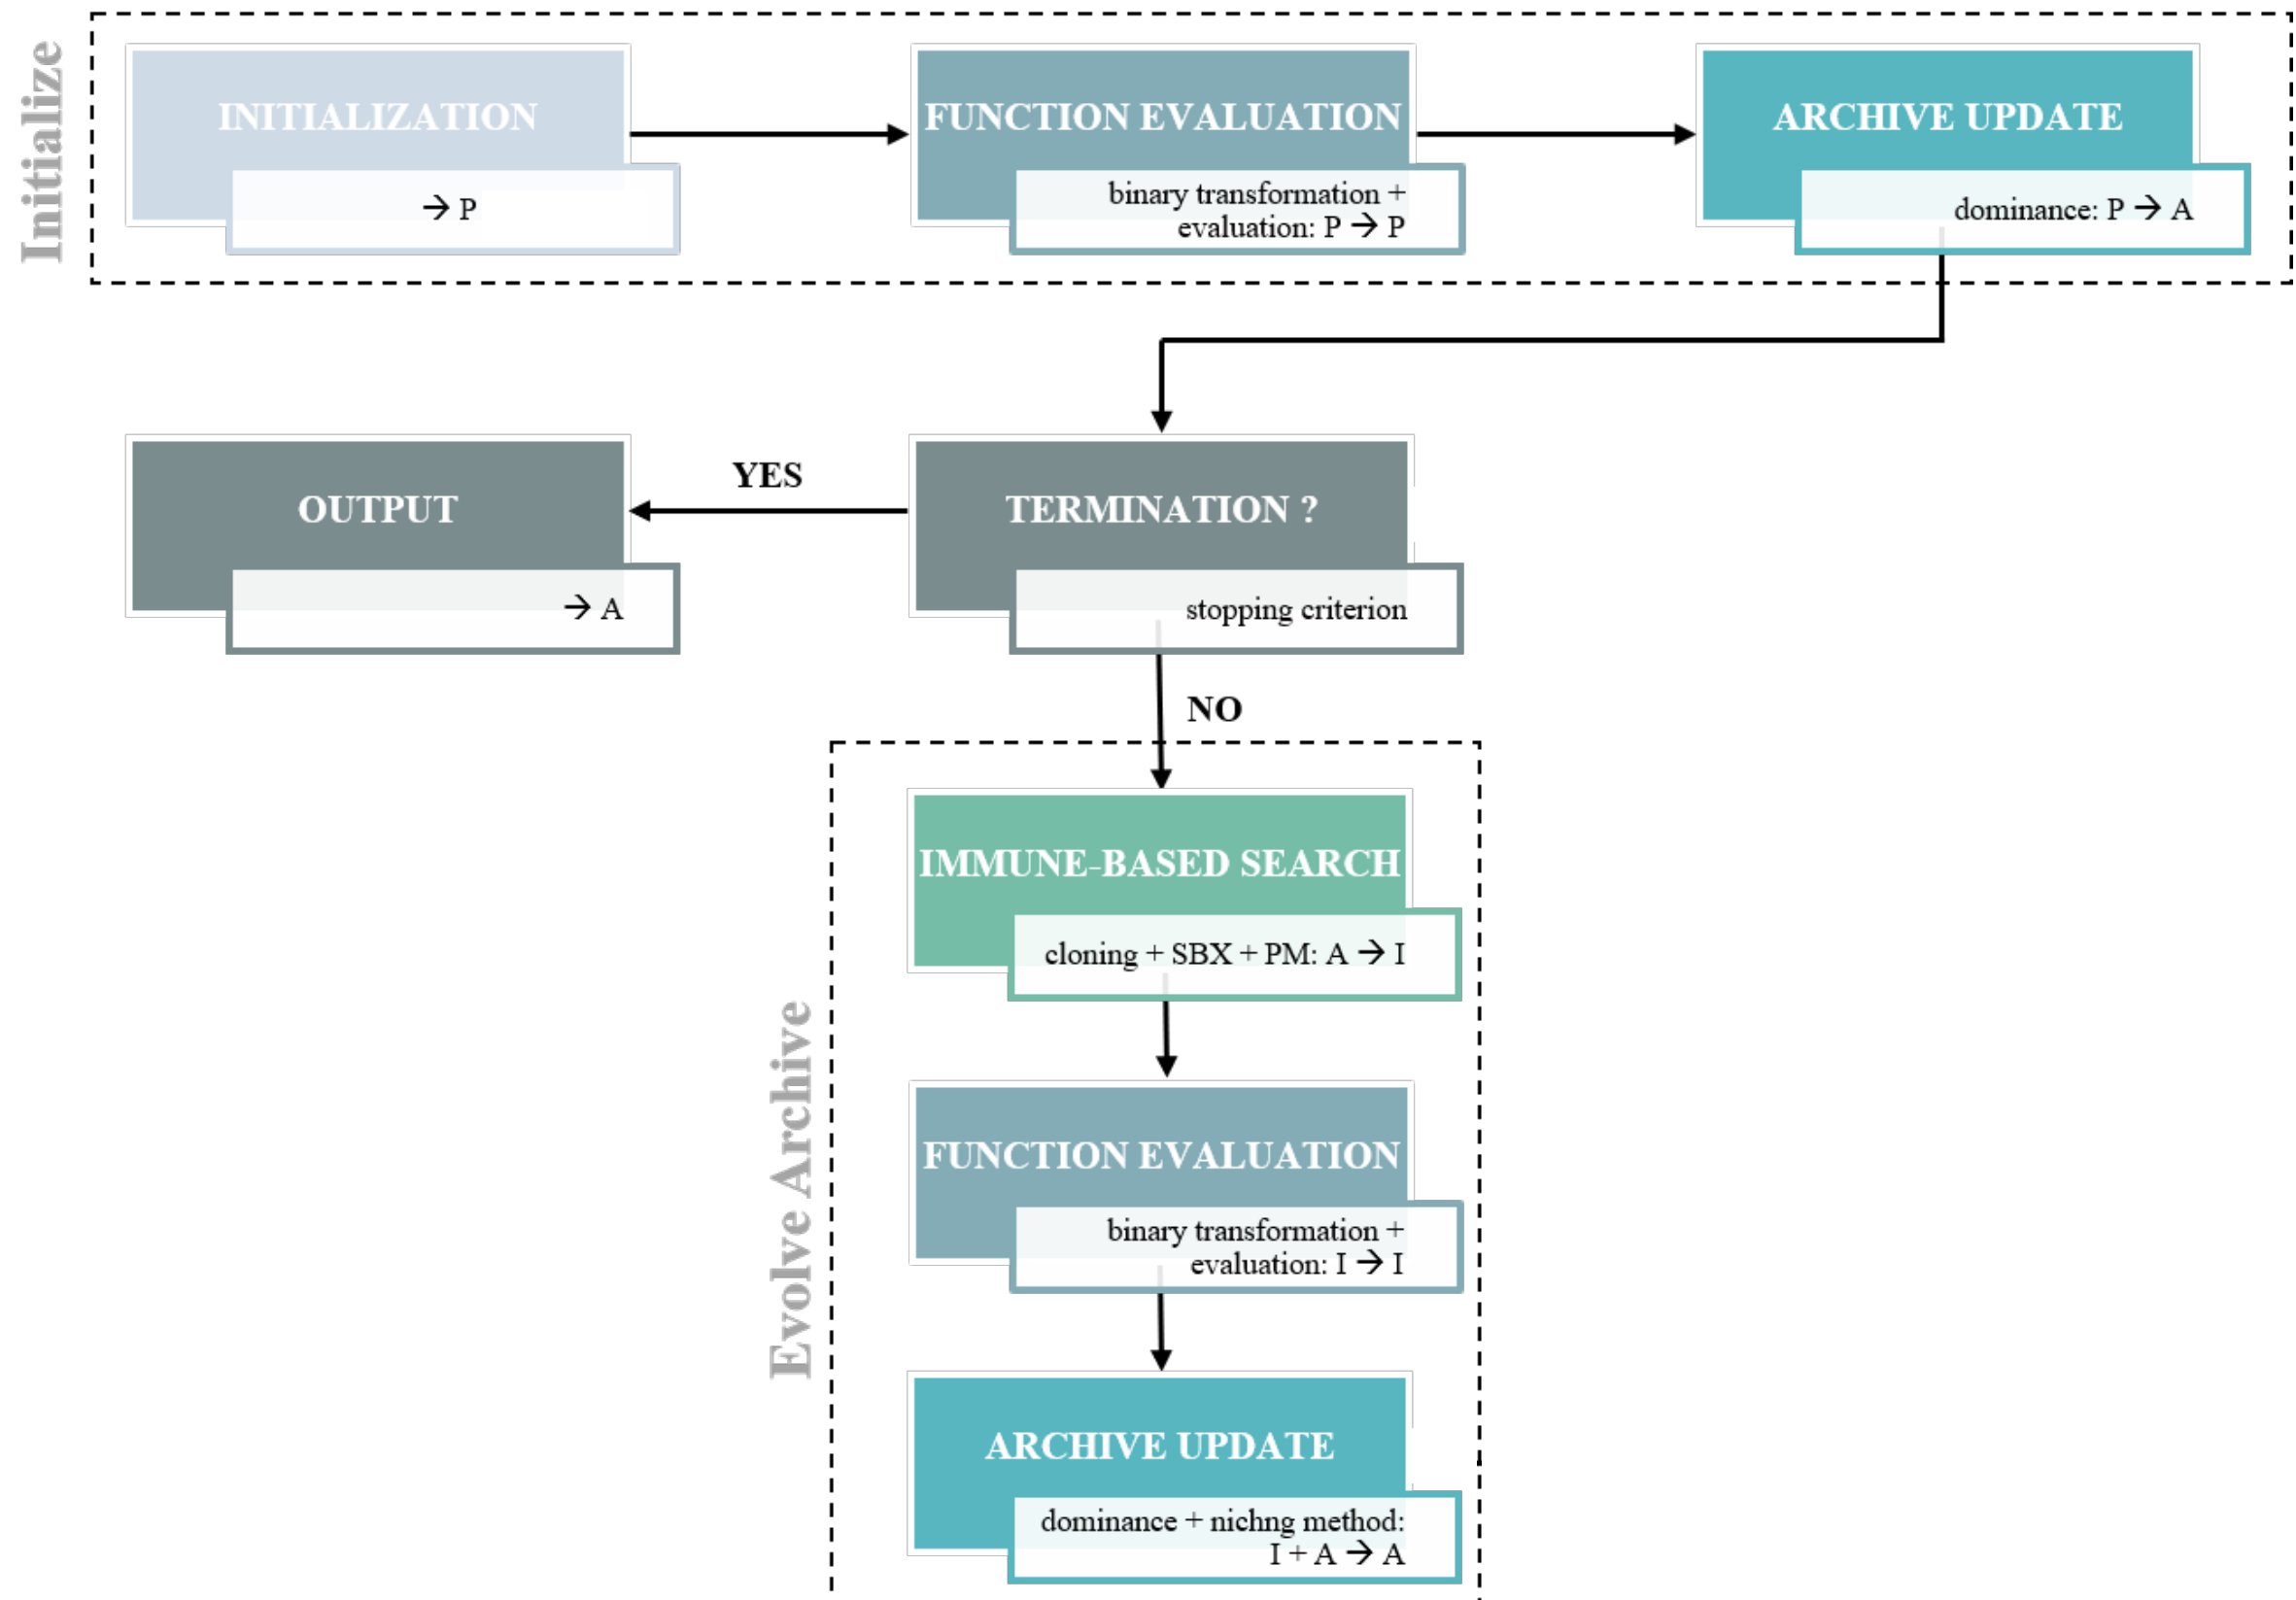 Initialize
INITIALIZATION
→ P
FUNCTION EVALUATION
binary transformation +
evaluation: P → P
ARCHIVE UPDATE
dominance: P → A
OUTPUT
→ A
YES
TERMINATION ?
stopping criterion
NO
Evolve Archive
IMMUNE-BASED SEARCH
cloning + SBX + PM: A → I
FUNCTION EVALUATION
binary transformation +
evaluation: I → I
ARCHIVE UPDATE
dominance + nichng method:
I + A → A